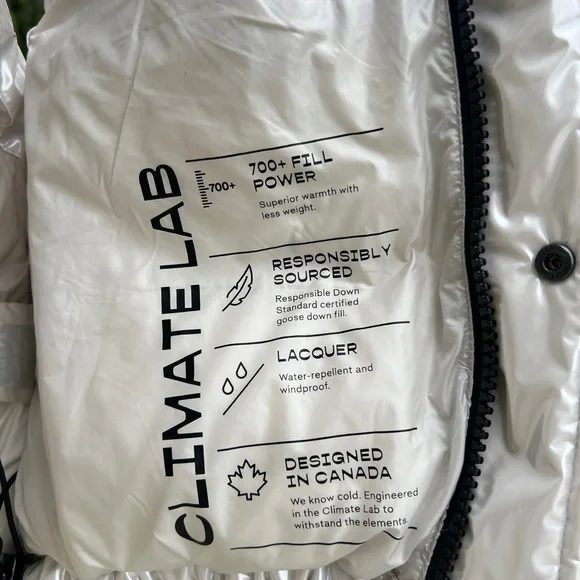 CLIMATE LAB
-700+
700+ FILL
POWER
Superior warmth with
less weight.
RESPONSIBLY
SOURCED
Responsible Down
Standard certified
goose down fill.
LACQUER
Water-repellent and
windproof.
DESIGNED
IN CANADA
We know cold. Engineered
in the Climate Lab to
withstand the elements.